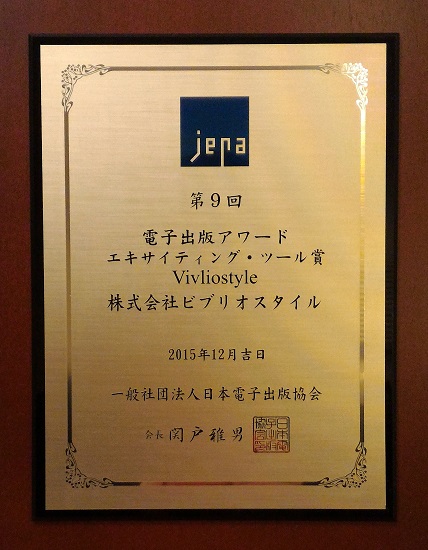 jepa
第9回
電子出版アワード
エキサイティング・ツール賞
Vivliostyle
株式会社ビブリオスタイル
2015年12月吉日
一般社団法人日本電子出版協会
会長 関戸雅男